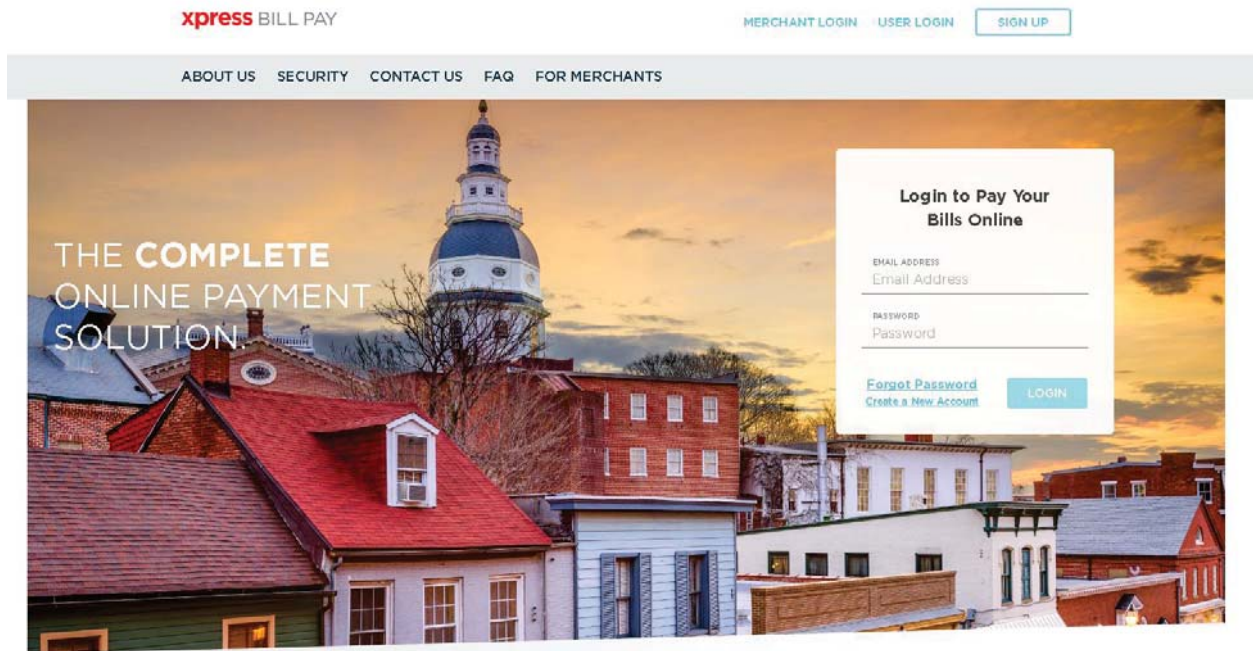 xpress BILL PAY
MERCHANT LOGIN USER LOGIN SIGN UP
ABOUT US SECURITY CONTACT US FAQ FOR MERCHANTS
THE COMPLETE
ONLINE PAYMENT
SOLUTION.
Login to Pay Your
Bills Online
EMAIL ADDRESS
Email Address
PASSWORD
Password
Forgot Password
Create a New Account
LOGIN